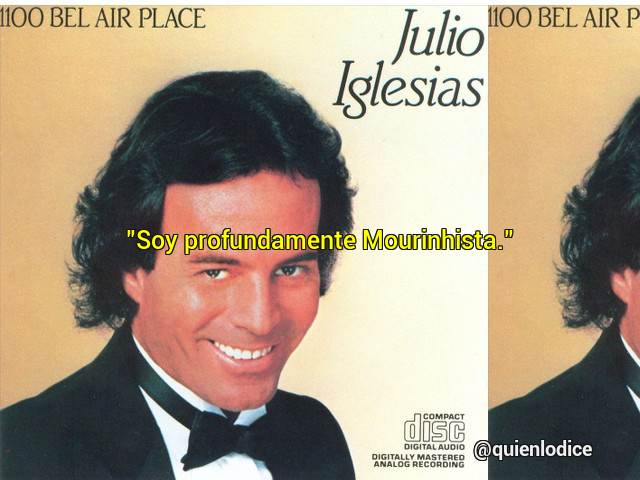 1100 BEL AIR PLACE
1100 BEL AIR P
Julio
Iglesias
"Soy profundamente Mourinhista."
COMPACT
disc
DIGITAL AUDIO
DIGITALLY MASTERED
ANALOG RECORDING
@quienlodice